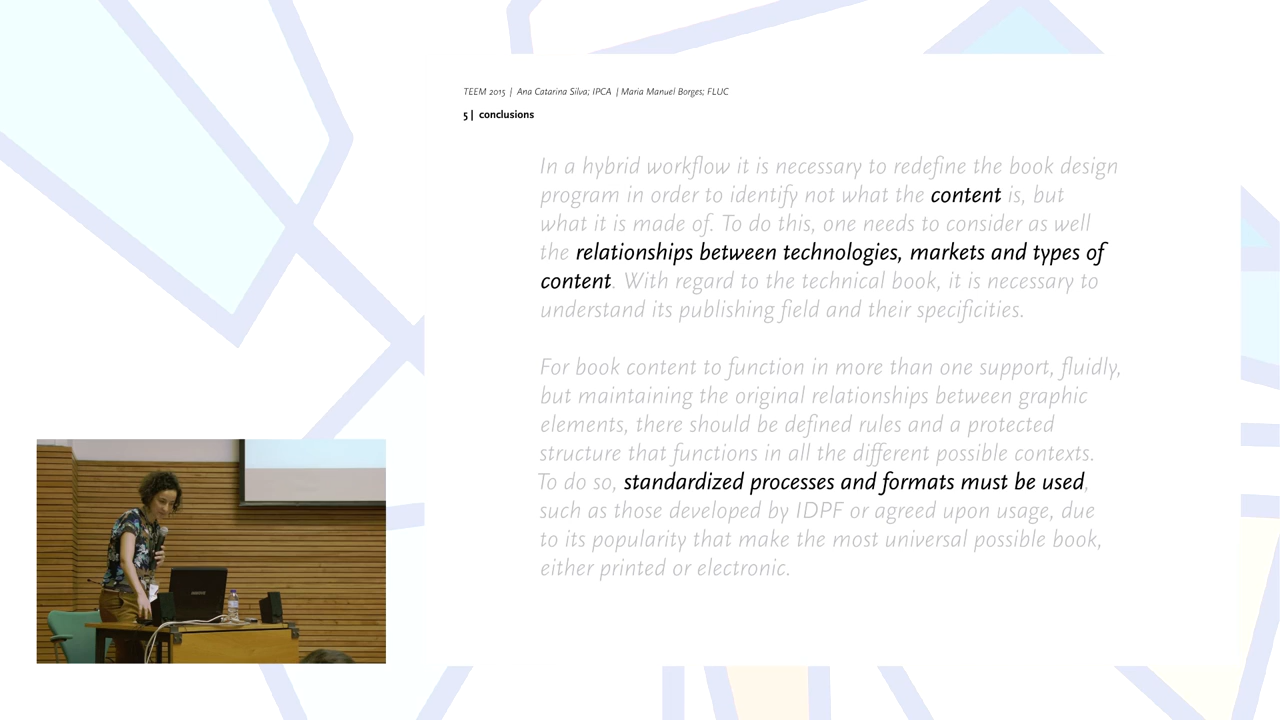 TEEM 2015 | Ana Catarina Silva; IPCA | Maria Manuel Borges; FLUC
5 | conclusions
In a hybrid workflow it is necessary to redefine the book design
program in order to identify not what the content is, but
what it is made of. To do this, one needs to consider as well
the relationships between technologies, markets and types of
content. With regard to the technical book, it is necessary to
understand its publishing field and their specificities.
For book content to function in more than one support, fluidly,
but maintaining the original relationships between graphic
elements, there should be defined rules and a protected
structure that functions in all the different possible contexts.
To do so, standardized processes and formats must be used,
such as those developed by IDPF or agreed upon usage, due
to its popularity that make the most universal possible book,
either printed or electronic.